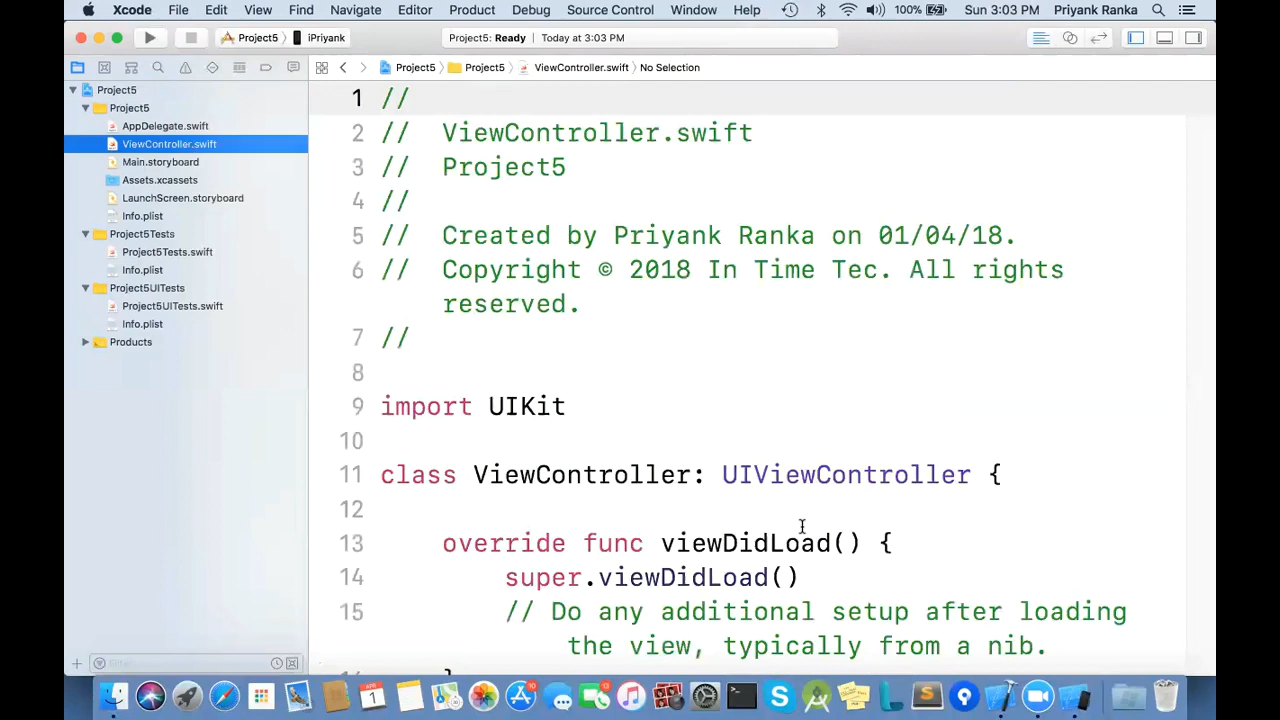 Xcode File Edit View Find Navigate Editor Product Debug Source Control Window Help 100% Sun 3:03 PM Priyank Ranka
Project5 iPriyank Project5: Ready Today at 3:03 PM
Project5 Project5 ViewController.swift No Selection
Project5
Project5
AppDelegate.swift
ViewController.swift
Main.storyboard
Assets.xcassets
LaunchScreen.storyboard
Info.plist
Project5Tests
Project5Tests.swift
Info.plist
Project5UITests
Project5UITests.swift
Info.plist
Products
1 //
2 // ViewController.swift
3 // Project5
4 //
5 // Created by Priyank Ranka on 01/04/18.
6 // Copyright © 2018 In Time Tec. All rights
reserved.
7 //
8
9 import UIKit
10
11 class ViewController: UIViewController {
12
13 override func viewDidLoad() {
14 super.viewDidLoad()
15 // Do any additional setup after loading
the view, typically from a nib.
Filter